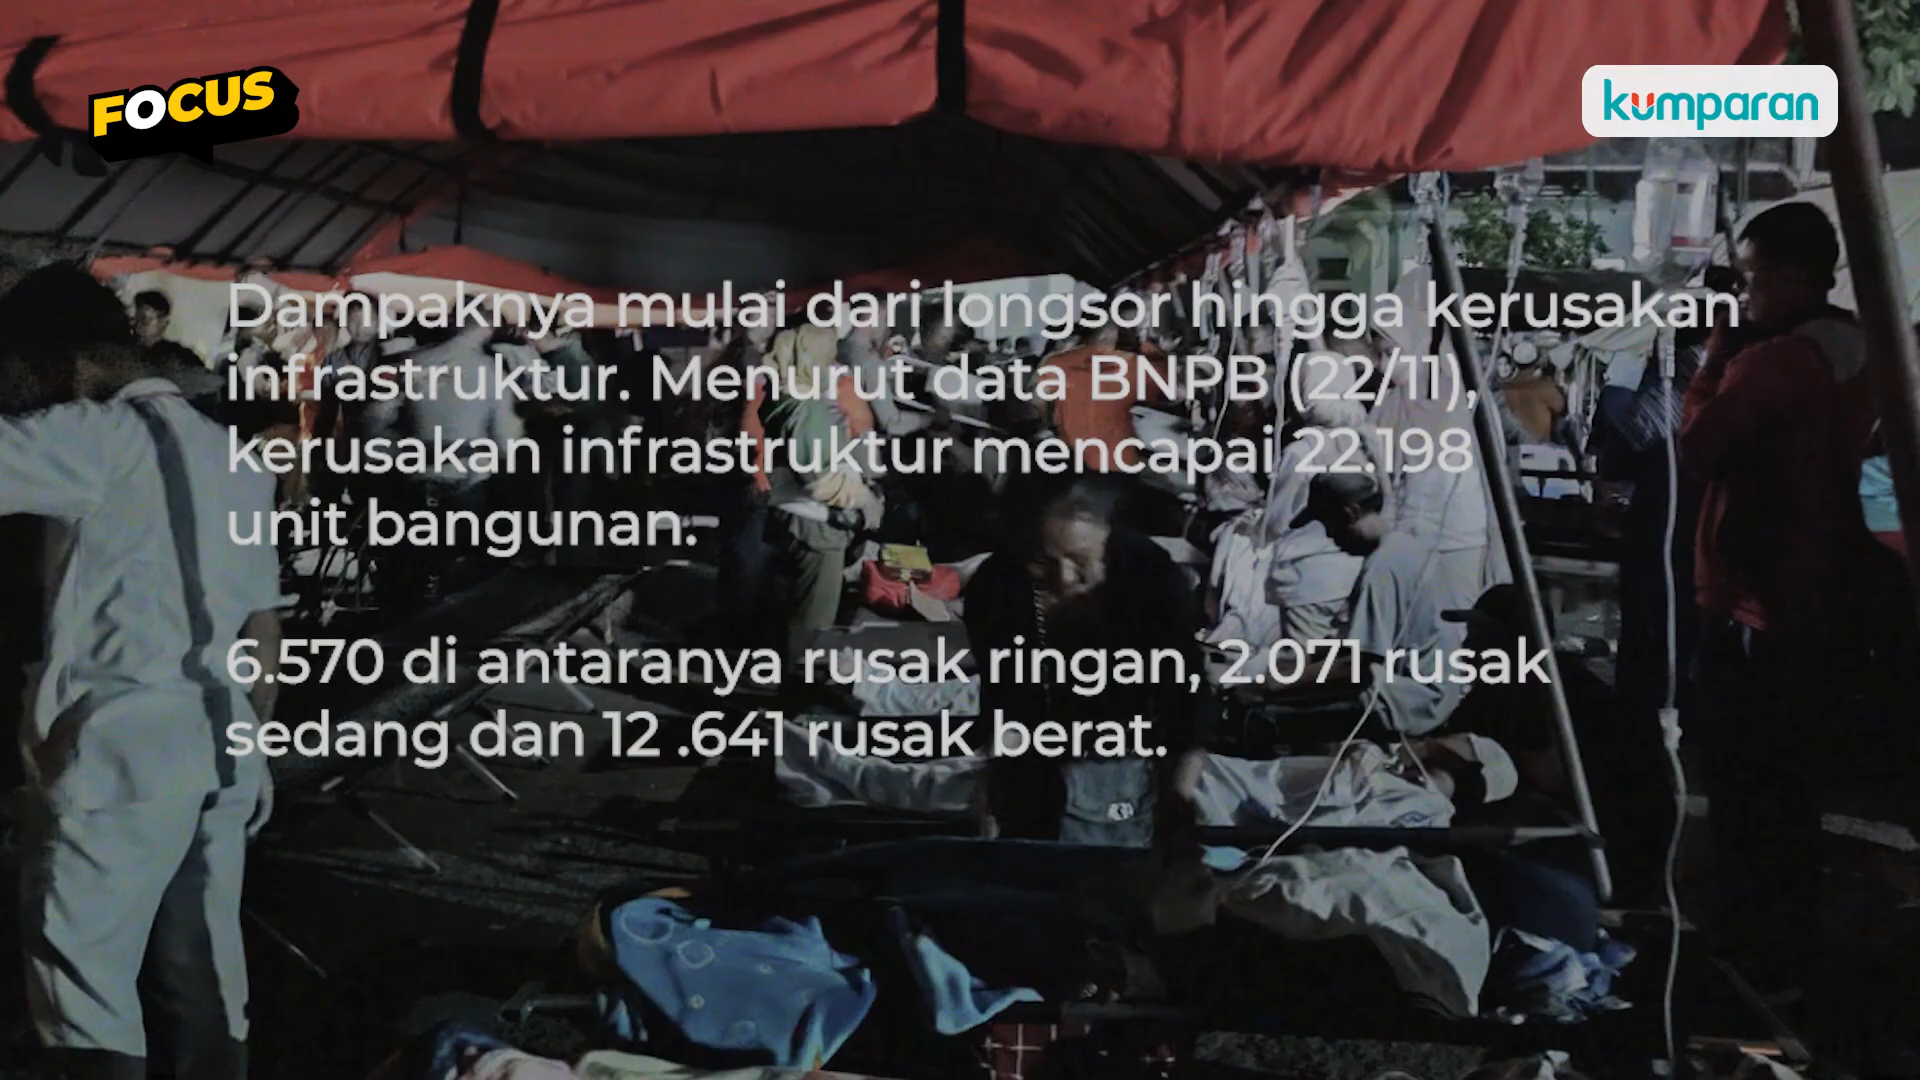 FOCUS
kumparan
Dampaknya mulai dari longsor hingga kerusakan
infrastruktur. Menurut data BNPB (22/11),
kerusakan infrastruktur mencapai 22.198
unit bangunan.
6.570 di antaranya rusak ringan, 2.071 rusak
sedang dan 12 .641 rusak berat.